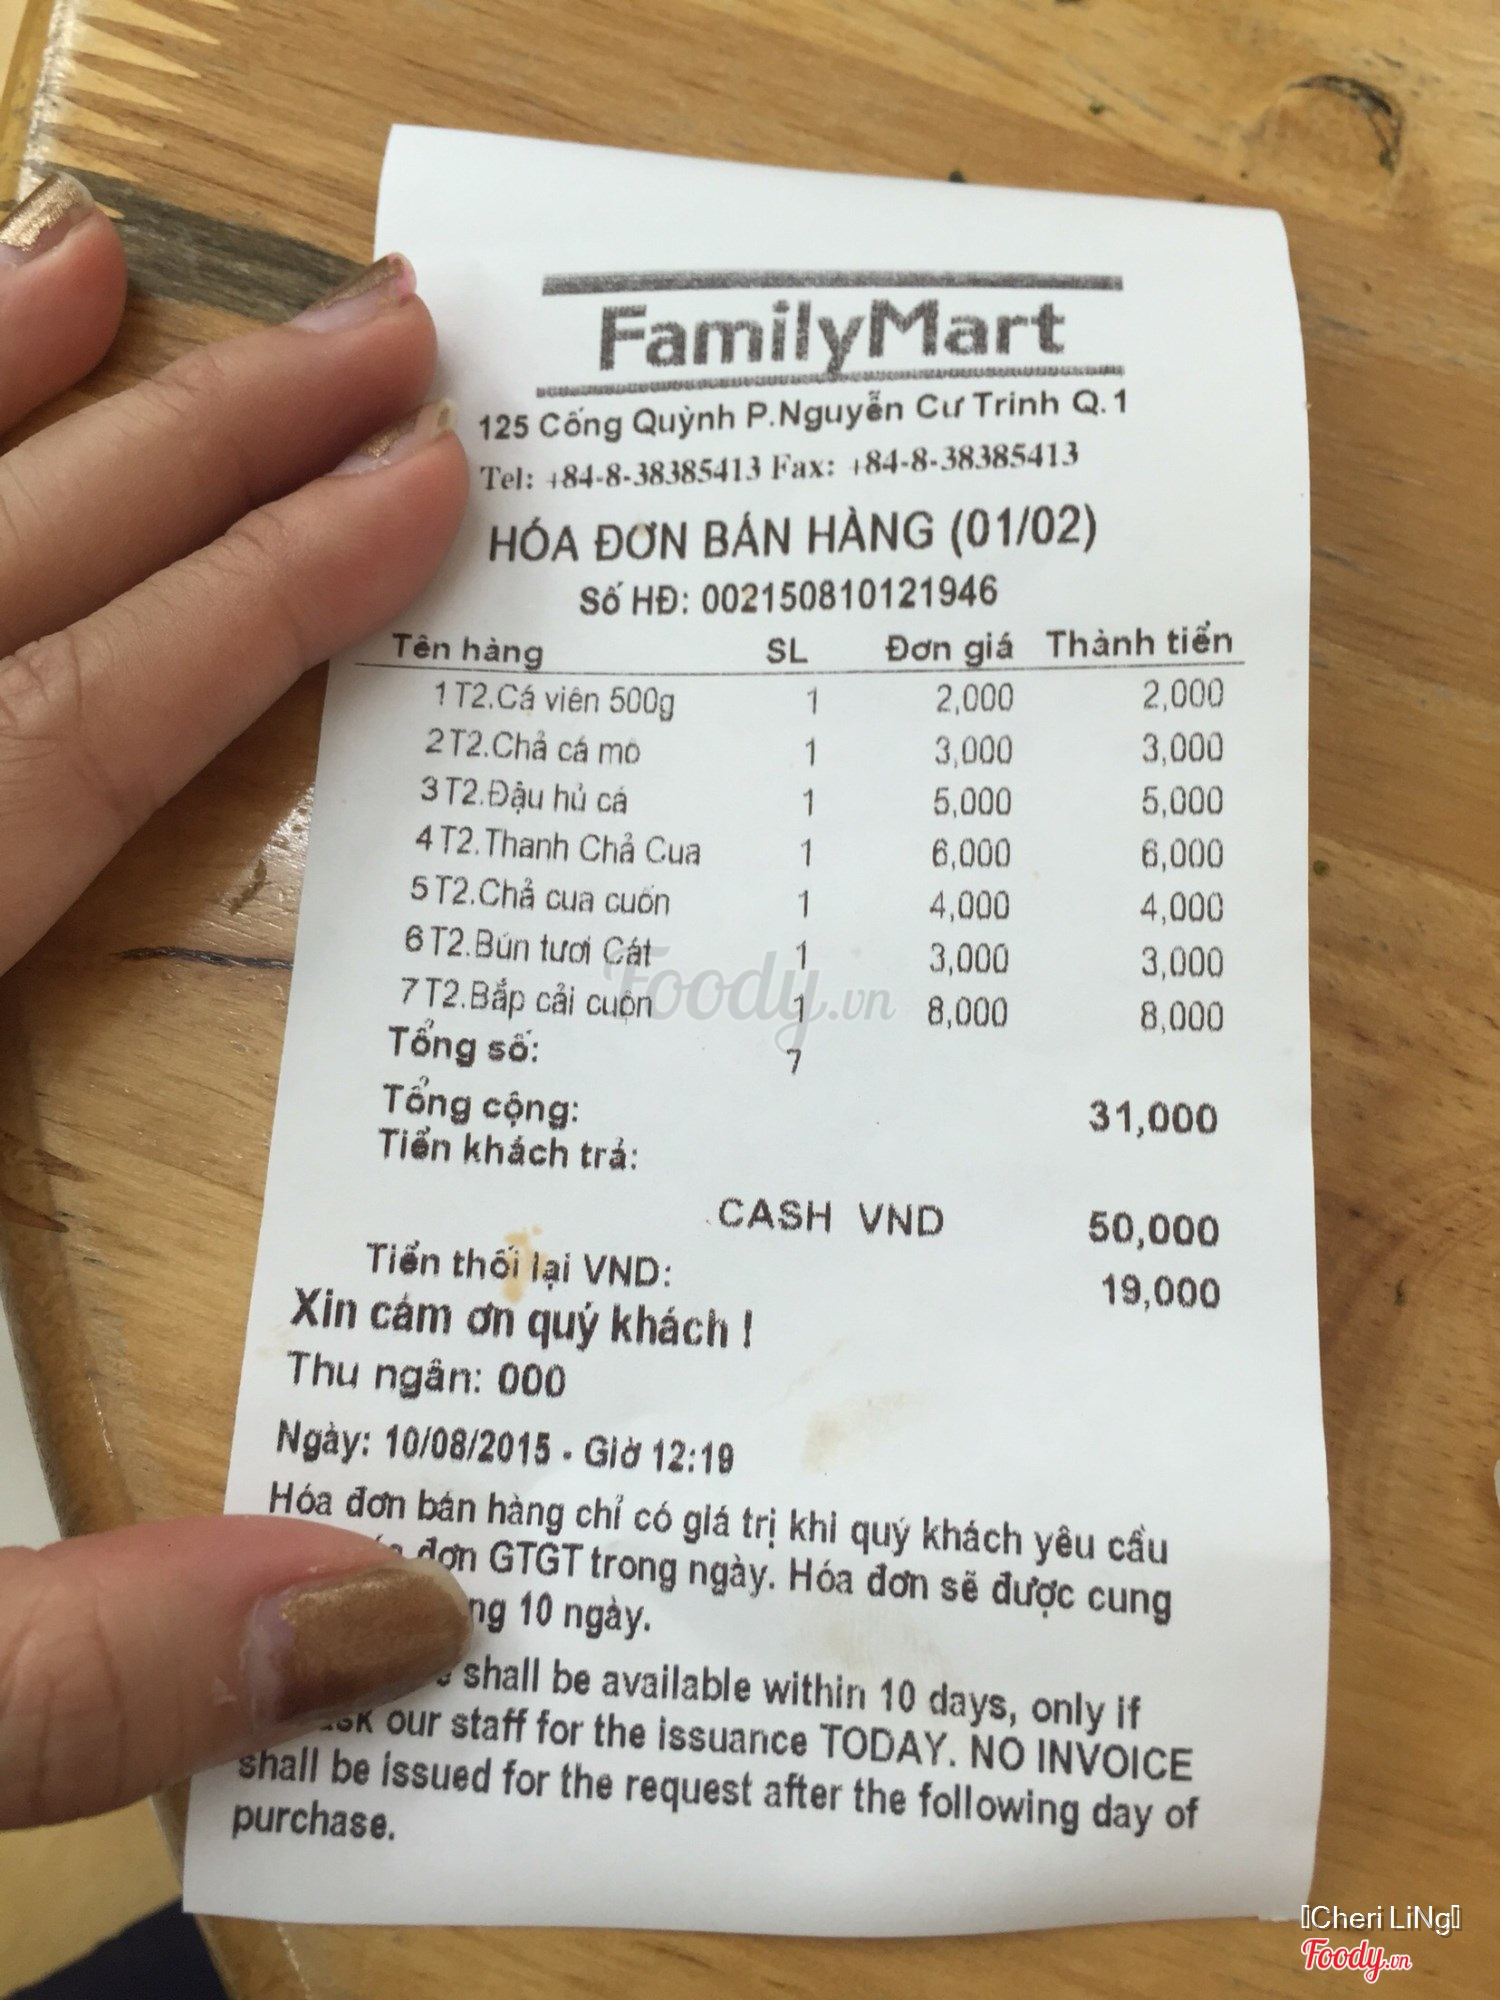 FamilyMart
125 Cống Quỳnh P.Nguyễn Cư Trinh Q.1
Tel: +84-8-38385413 Fax: +84-8-38385413
HÓA ĐƠN BÁN HÀNG (01/02)
Số HĐ: 002150810121946
Tên hàng SL Đơn giá Thành tiền
1 T2.Cá viên 500g 1 2,000 2,000
2 T2.Chả cá mo 1 3,000 3,000
3 T2.Đậu hủ cá 1 5,000 5,000
4 T2.Thanh Chả Cua 1 6,000 6,000
5 T2.Chả cua cuốn 1 4,000 4,000
6 T2.Bún tươi Cát 1 3,000 3,000
7 T2.Bắp cải cuộn 1 8,000 8,000
Tổng số: 7
Tổng cộng: 31,000
Tiền khách trả:
CASH VND 50,000
Tiền thối lại VND: 19,000
Xin cám ơn quý khách !
Thu ngân: 000
Ngày: 10/08/2015 - Giờ 12:19
Hóa đơn bán hàng chỉ có giá trị khi quý khách yêu cầu
đơn GTGT trong ngày. Hóa đơn sẽ được cung
10 ngày.
shall be available within 10 days, only if
our staff for the issuance TODAY. NO INVOICE
shall be issued for the request after the following day of
purchase.
Foody.vn
Cheri LiNg
Foody.vn